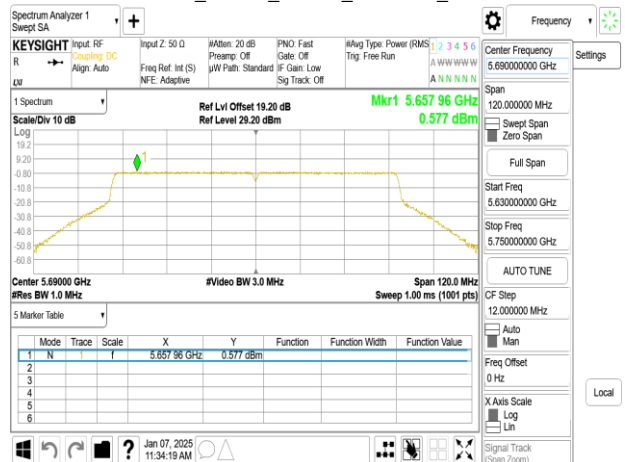 Spectrum Analyzer 1
Swept SA
+
Frequency
KEYSIGHT
R
LXI
Input: RF
Coupling: DC
Align: Auto
Input Z: 50 Ω
Freq Ref: Int (S)
NFE: Adaptive
#Atten: 20 dB
Preamp: Off
µW Path: Standard
PNO: Fast
Gate: Off
IF Gain: Low
Sig Track: Off
#Avg Type: Power (RMS
Trig: Free Run
1 2 3 4 5 6
A W W W W W
A N N N N N
Center Frequency
5.690000000 GHz
Settings
Span
120.000000 MHz
Swept Span
Zero Span
Full Span
Start Freq
5.630000000 GHz
Stop Freq
5.750000000 GHz
AUTO TUNE
CF Step
12.000000 MHz
Auto
Man
Freq Offset
0 Hz
X Axis Scale
Log
Lin
Signal Track
(Span Zoom)
Local
1 Spectrum
Scale/Div 10 dB
Ref Lvl Offset 19.20 dB
Ref Level 29.20 dBm
Mkr1 5.657 96 GHz
0.577 dBm
Log
19.2
9.20
-0.80
-10.8
-20.8
-30.8
-40.8
-50.8
-60.8
1
Center 5.69000 GHz
#Res BW 1.0 MHz
#Video BW 3.0 MHz
Span 120.0 MHz
Sweep 1.00 ms (1001 pts)
5 Marker Table
Mode Trace Scale X Y Function Function Width Function Value
1 N 1 f 5.657 96 GHz 0.577 dBm
2
3
4
5
6
?
Jan 07, 2025
11:34:19 AM